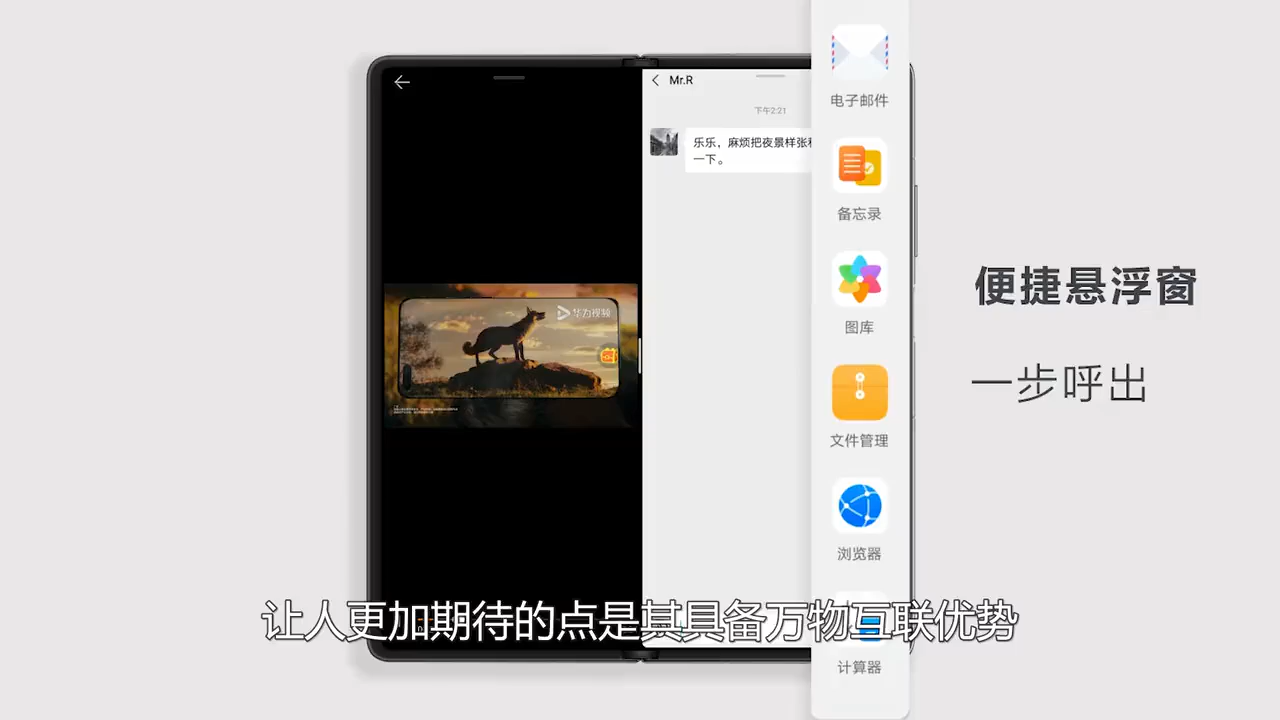 Mr.R
下午2:21
乐乐，麻烦把夜景样张
一下。
华为视频
电子邮件
备忘录
图库
文件管理
浏览器
计算器
便捷悬浮窗
一步呼出
让人更加期待的点是其具备万物互联优势